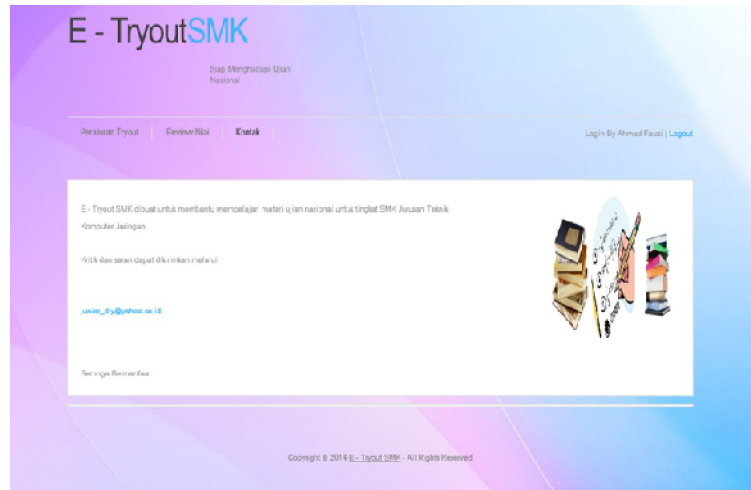 E - TryoutSMK
Siap Menghadapi Ujian
Nasional
Peraturan Tryout Review Nilai Kontak
Login By Ahmad Fauzi | Logout
E - Tryout SMK dibuat untuk membantu mempelajari materi ujian nasional untuk tingkat SMK Jurusan Teknik
Komputer Jaringan.
Kritik dan saran dapat dikirimkan melalui:
Semoga Bermanfaat
Copyright © 2014 E - Tryout SMK - All Rights Reserved